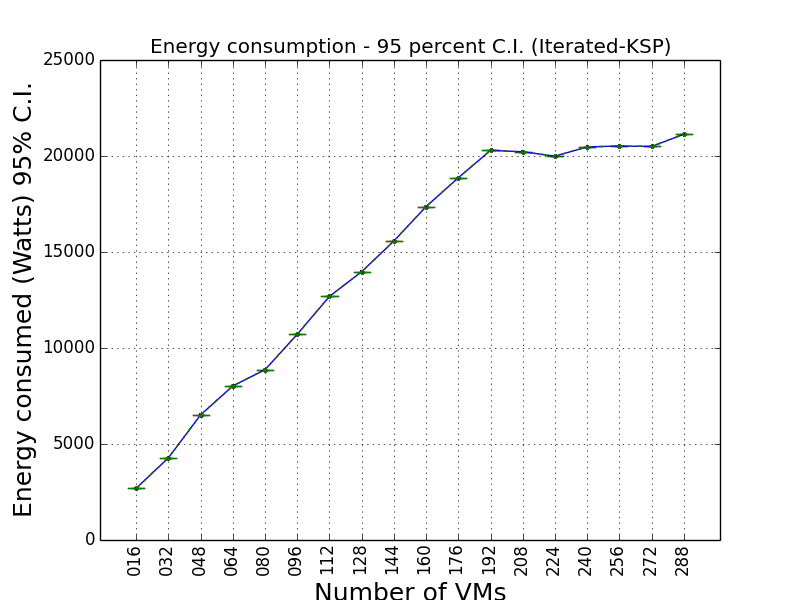 Energy consumption - 95 percent C.I. (Iterated-KSP)
Energy consumed (Watts) 95% C.I.
25000
20000
15000
10000
5000
0
016 032 048 064 080 096 112 128 144 160 176 192 208 224 240 256 272 288
Number of VMs